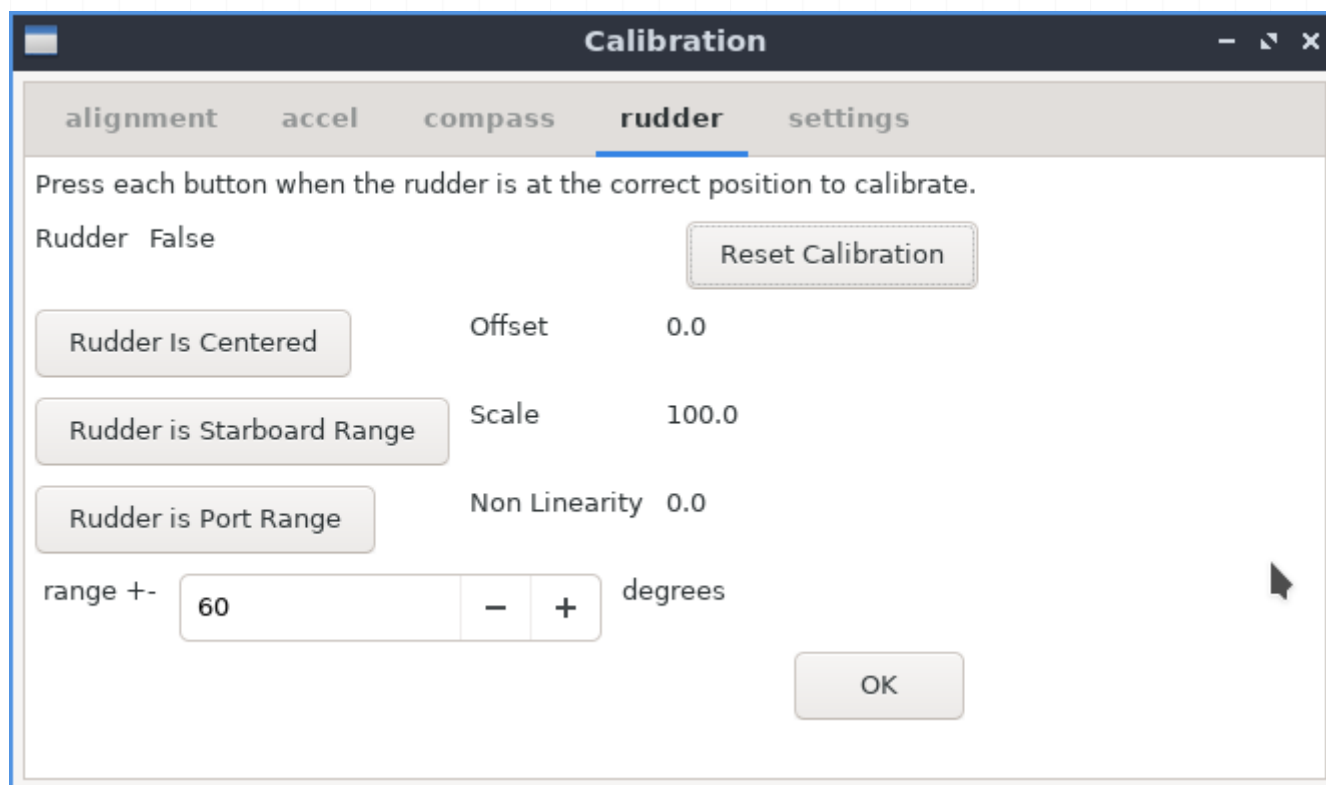 Calibration
alignment accel compass rudder settings
Press each button when the rudder is at the correct position to calibrate.
Rudder False Reset Calibration
Rudder Is Centered Offset 0.0
Rudder is Starboard Range Scale 100.0
Rudder is Port Range Non Linearity 0.0
range +- 60 − + degrees
OK